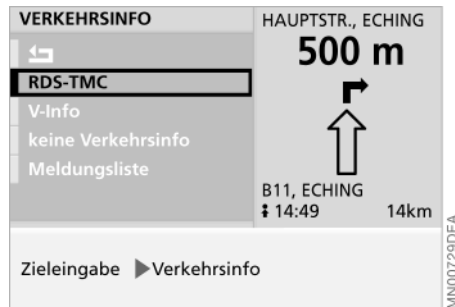 VERKEHRSINFO
RDS-TMC
V-Info
keine Verkehrsinfo
Meldungsliste
HAUPTSTR., ECHING
500 m
B11, ECHING
14:49 14km
Zieleingabe Verkehrsinfo
MN00729DEA